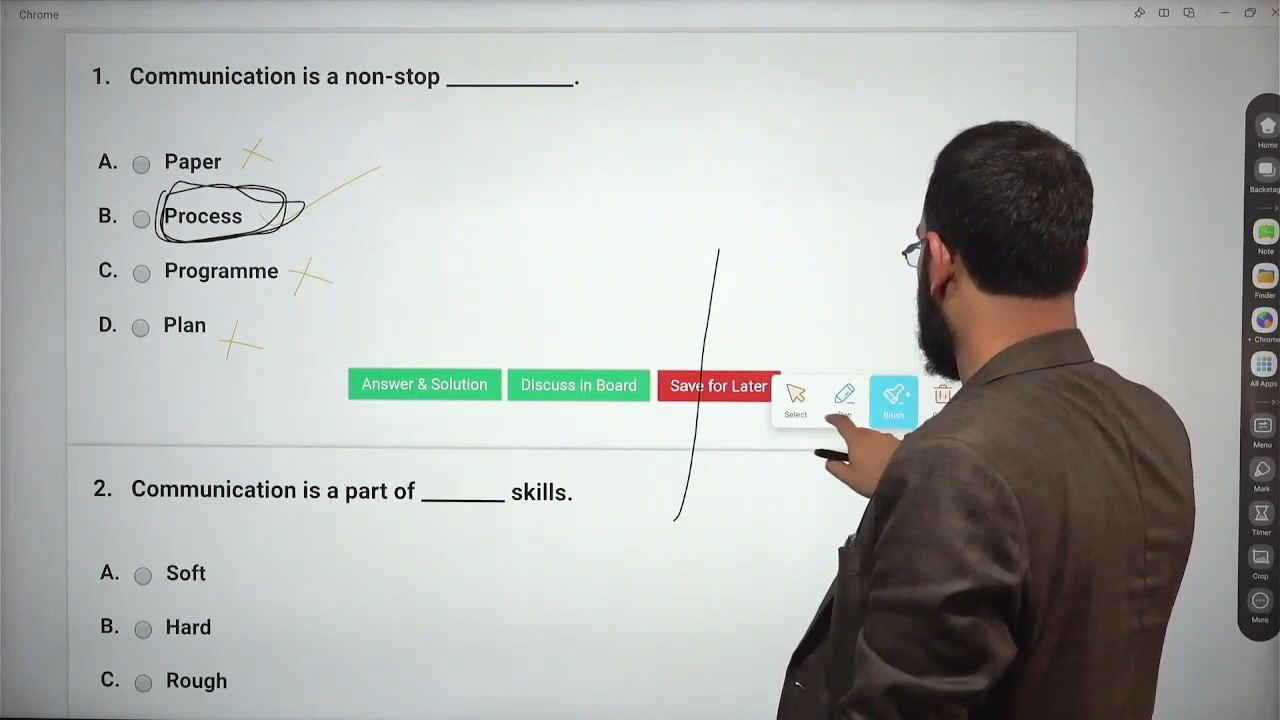 Chrome
1. Communication is a non-stop __________.
A. Paper
B. Process
C. Programme
D. Plan
Answer & Solution
Discuss in Board
Save for Later
Select
Pen
Brush
2. Communication is a part of _______ skills.
A. Soft
B. Hard
C. Rough
Home
Backstag
Note
Finder
Chrome
All Apps
Menu
Mark
Timer
Crop
More